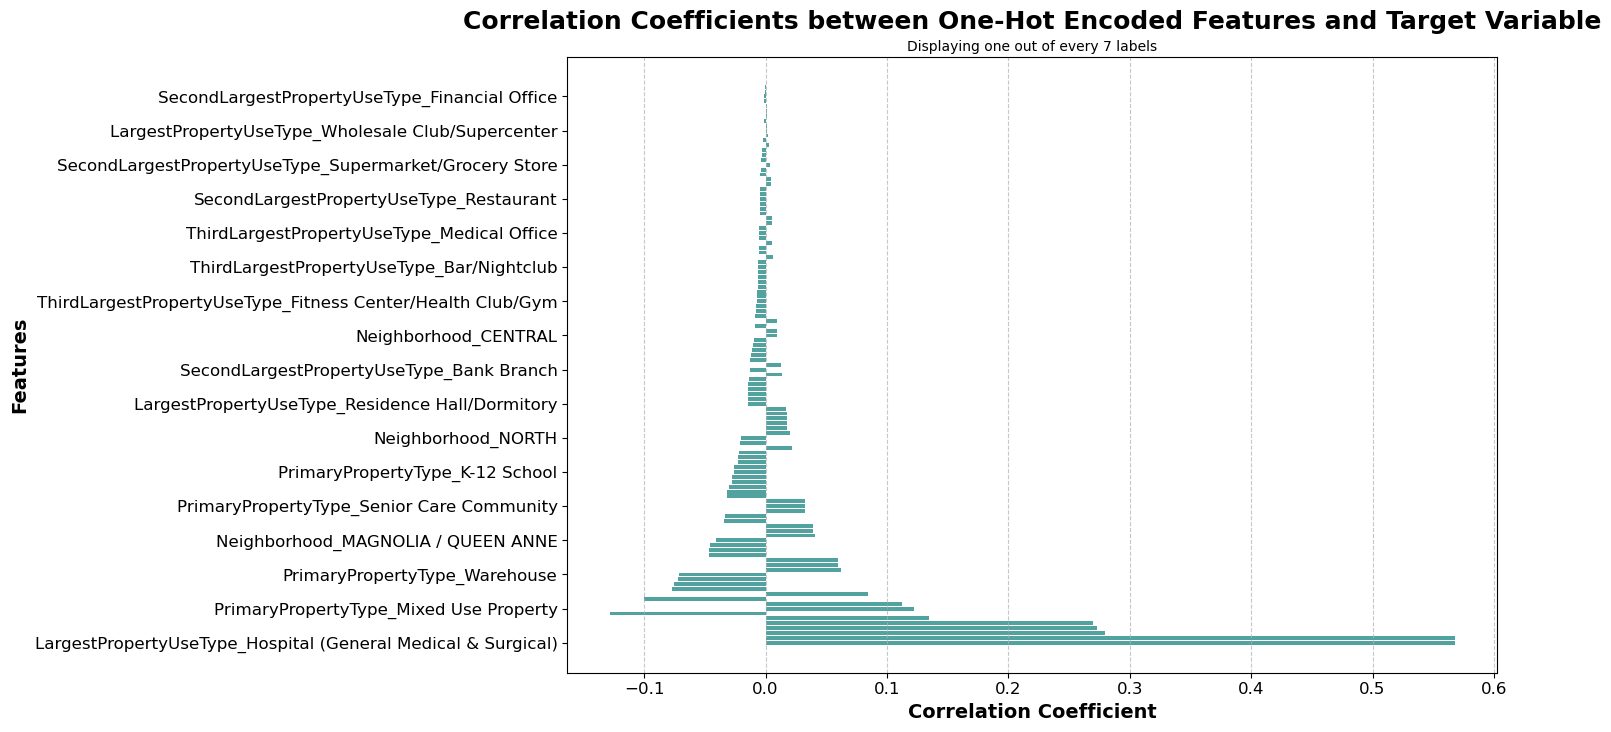 Correlation Coefficients between One-Hot Encoded Features and Target Variable
Displaying one out of every 7 labels
SecondLargestPropertyUseType_Financial Office
LargestPropertyUseType_Wholesale Club/Supercenter
SecondLargestPropertyUseType_Supermarket/Grocery Store
SecondLargestPropertyUseType_Restaurant
ThirdLargestPropertyUseType_Medical Office
ThirdLargestPropertyUseType_Bar/Nightclub
ThirdLargestPropertyUseType_Fitness Center/Health Club/Gym
Neighborhood_CENTRAL
SecondLargestPropertyUseType_Bank Branch
LargestPropertyUseType_Residence Hall/Dormitory
Neighborhood_NORTH
PrimaryPropertyType_K-12 School
PrimaryPropertyType_Senior Care Community
Neighborhood_MAGNOLIA / QUEEN ANNE
PrimaryPropertyType_Warehouse
PrimaryPropertyType_Mixed Use Property
LargestPropertyUseType_Hospital (General Medical & Surgical)
Features
−0.1 0.0 0.1 0.2 0.3 0.4 0.5 0.6
Correlation Coefficient